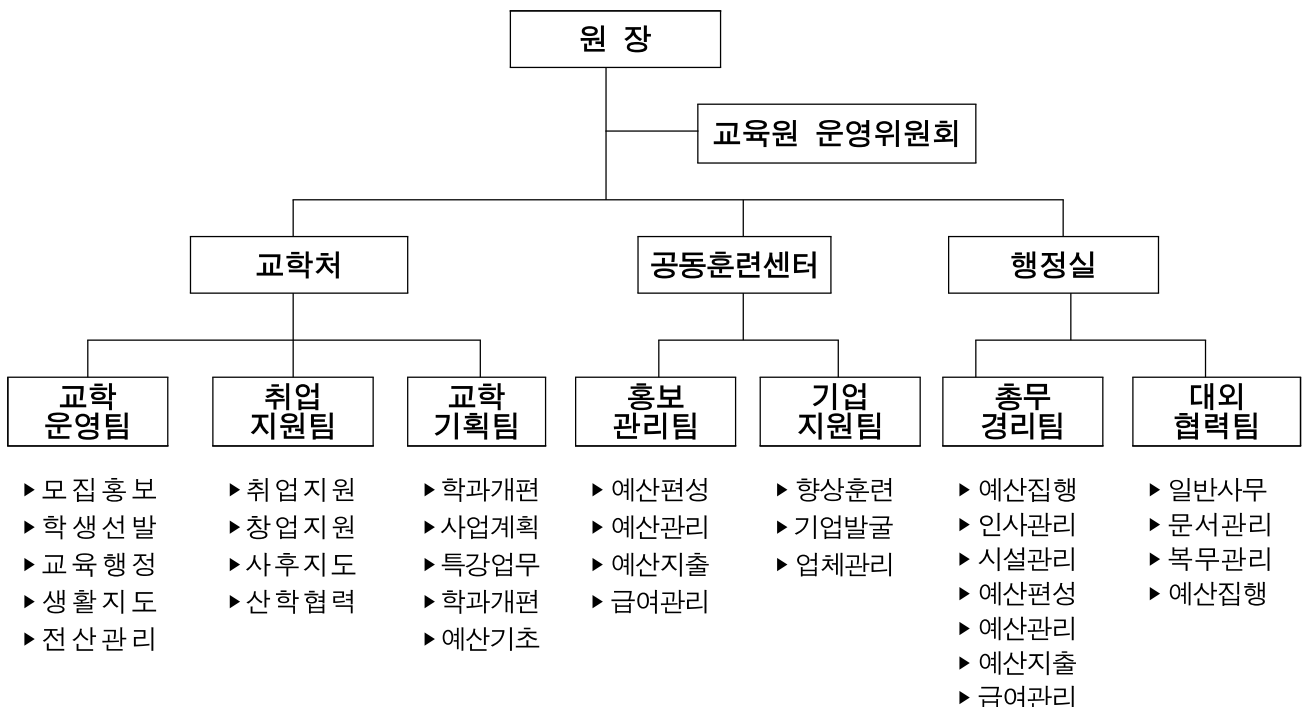 원 장
교육원 운영위원회
교학처
공동훈련센터
행정실
교학
운영팀
취업
지원팀
교학
기획팀
홍보
관리팀
기업
지원팀
총무
경리팀
대외
협력팀
▶모집홍보
▶학생선발
▶교육행정
▶생활지도
▶전산관리
▶취업지원
▶창업지원
▶사후지도
▶산학협력
▶학과개편
▶사업계획
▶특강업무
▶학과개편
▶예산기초
▶ 예산편성
▶ 예산관리
▶ 예산지출
▶ 급여관리
▶ 향상훈련
▶ 기업발굴
▶ 업체관리
▶ 예산집행
▶ 인사관리
▶ 시설관리
▶ 예산편성
▶ 예산관리
▶ 예산지출
▶ 급여관리
▶ 일반사무
▶ 문서관리
▶ 복무관리
▶ 예산집행